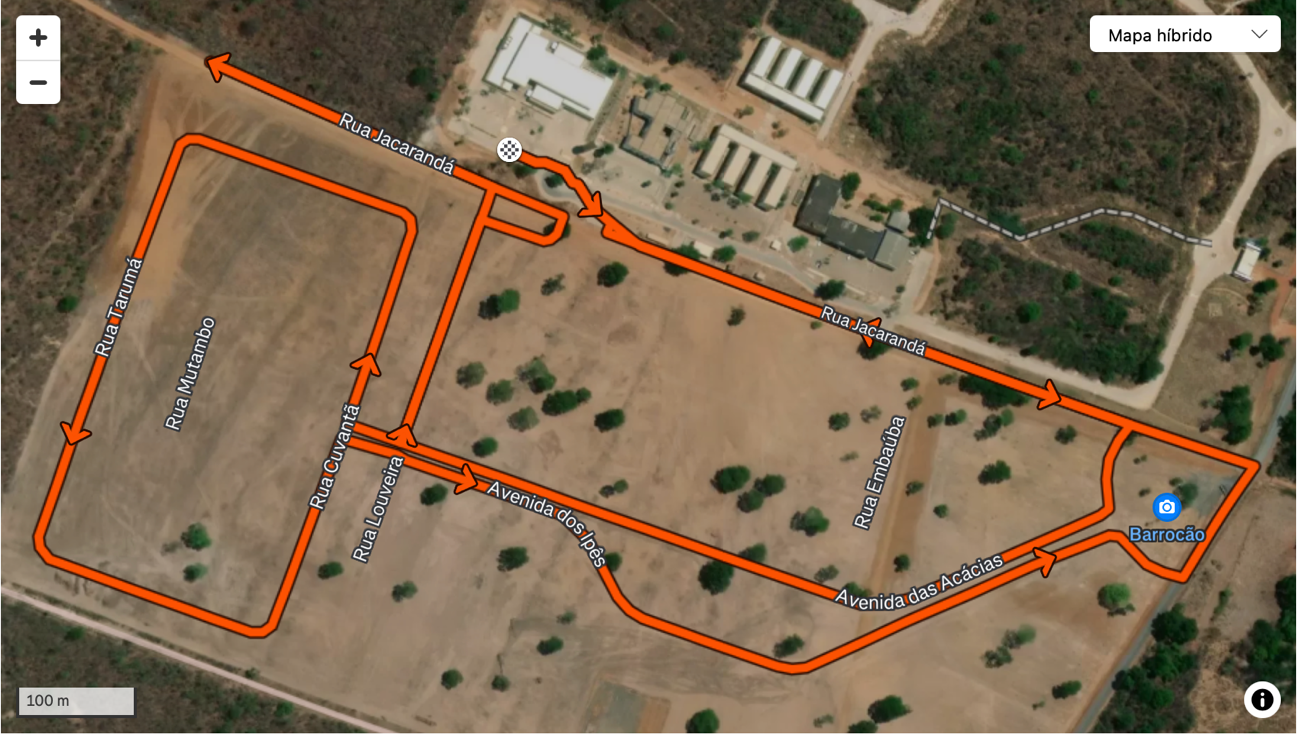 +
Mapa híbrido
−
Rua Jacarandá
Rua Tarumá
Rua Mutambo
Rua Jacarandá
Rua Cuvantã
Rua Louveira
Rua Embaúba
Avenida dos Ipês
Barrocão
Avenida das Acácias
100 m
i